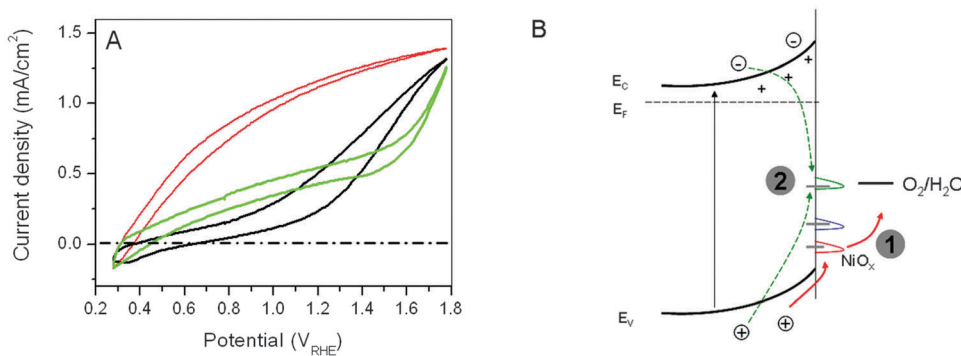 A
Current density (mA/cm²)
1.5
1.0
0.5
0.0
0.2 0.4 0.6 0.8 1.0 1.2 1.4 1.6 1.8
Potential (V_RHE)
B
E_C
E_F
E_V
2
O₂/H₂O
1
NiOₓ